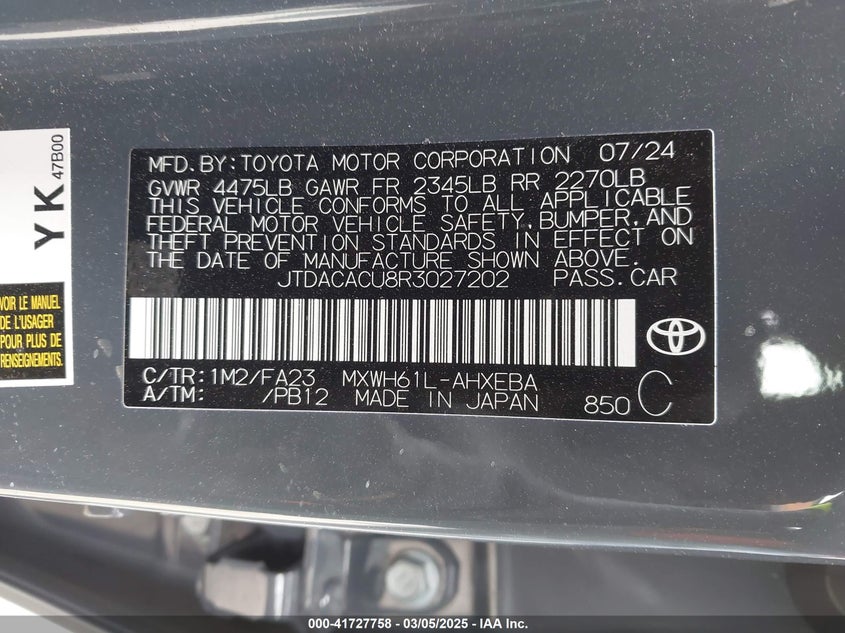 YK 47B00
VOIR LE MANUEL
DE L'USAGER
POUR PLUS DE
RENSEIGNEMENTS.
MFD.BY:TOYOTA MOTOR CORPORATION 07/24
GVWR 4475LB GAWR FR 2345LB RR 2270LB
THIS VEHICLE CONFORMS TO ALL APPLICABLE
FEDERAL MOTOR VEHICLE SAFETY,BUMPER,AND
THEFT PREVENTION STANDARDS IN EFFECT ON
THE DATE OF MANUFACTURE SHOWN ABOVE.
JTDACACU8R3027202 PASS.CAR
C/TR:1M2/FA23 MXWH61L-AHXEBA
A/TM: /PB12 MADE IN JAPAN 850 C
000-41727758 - 03/05/2025 - IAA Inc.